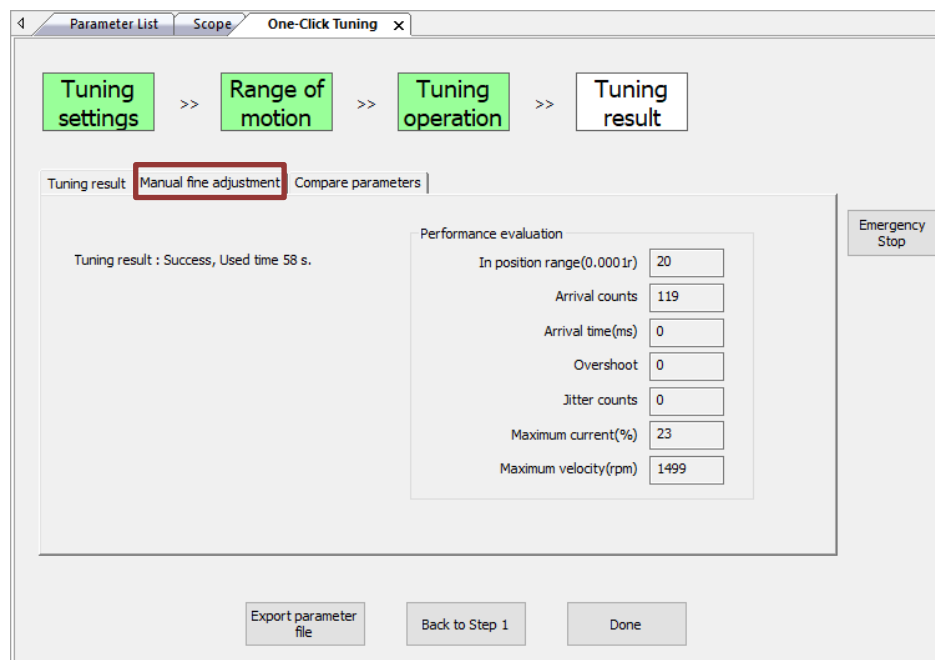 Parameter List Scope One-Click Tuning
Tuning settings >> Range of motion >> Tuning operation >> Tuning result
Tuning result Manual fine adjustment Compare parameters
Emergency
Stop
Tuning result : Success, Used time 58 s.
Performance evaluation
In position range(0.0001r) 20
Arrival counts 119
Arrival time(ms) 0
Overshoot 0
Jitter counts 0
Maximum current(%) 23
Maximum velocity(rpm) 1499
Export parameter
file
Back to Step 1
Done